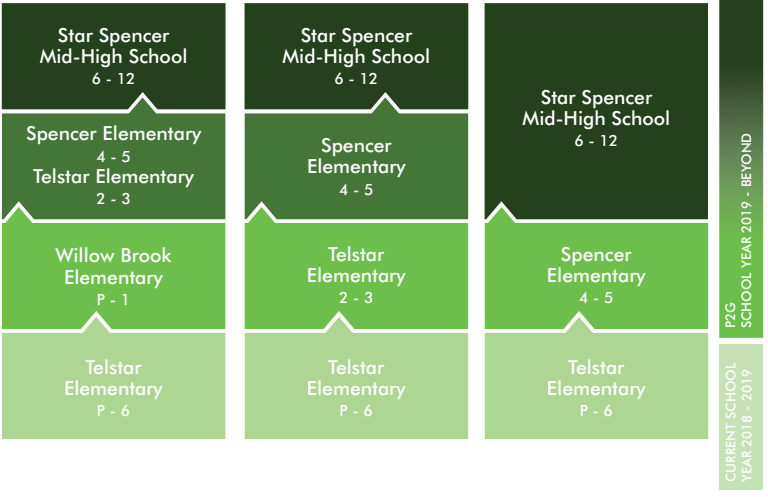 Star Spencer
Mid-High School
6 - 12
Spencer Elementary
4 - 5
Telstar Elementary
2 - 3
Willow Brook
Elementary
P - 1
Telstar
Elementary
P - 6
Star Spencer
Mid-High School
6 - 12
Spencer
Elementary
4 - 5
Telstar
Elementary
2 - 3
Telstar
Elementary
P - 6
Star Spencer
Mid-High School
6 - 12
Spencer
Elementary
4 - 5
Telstar
Elementary
P - 6
P2G
SCHOOL YEAR 2019 - BEYOND
CURRENT SCHOOL
YEAR 2018 - 2019